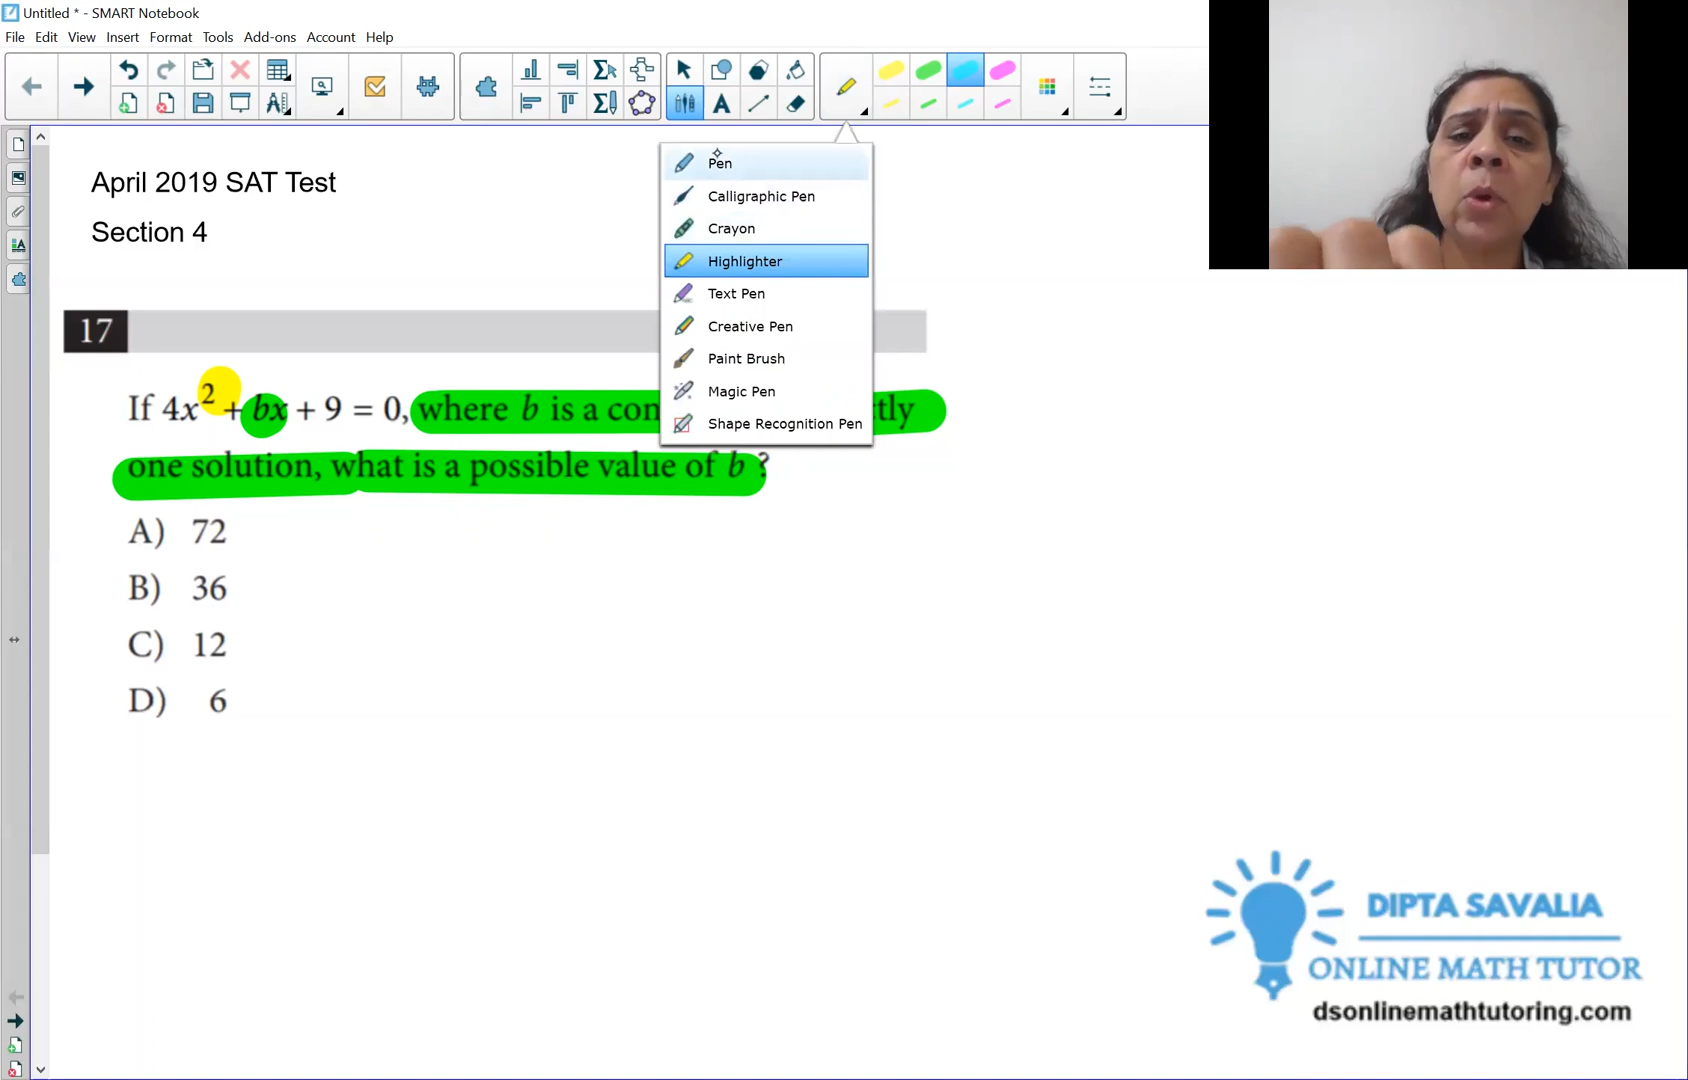 Untitled * - SMART Notebook
File Edit View Insert Format Tools Add-ons Account Help
April 2019 SAT Test
Section 4
Pen
Calligraphic Pen
Crayon
Highlighter
Text Pen
Creative Pen
Paint Brush
Magic Pen
Shape Recognition Pen
17
If 4x² + bx + 9 = 0, where b is a con tly
one solution, what is a possible value of b ?
A) 72
B) 36
C) 12
D) 6
DIPTA SAVALIA
ONLINE MATH TUTOR
dsonlinemathtutoring.com